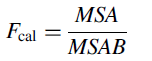 F_cal = MSA / MSAB